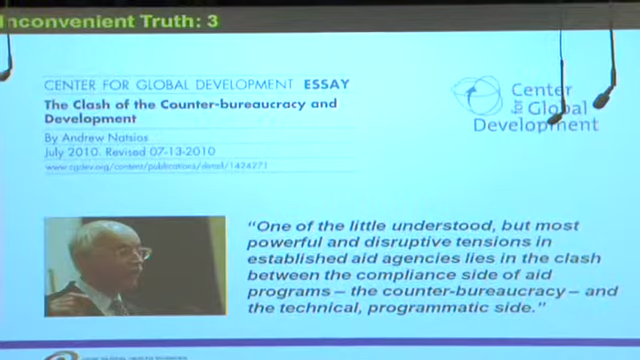 Inconvenient Truth: 3
CENTER FOR GLOBAL DEVELOPMENT ESSAY
The Clash of the Counter-bureaucracy and
Development
By Andrew Natsios
July 2010. Revised 07-13-2010
www.cgdev.org/content/publications/detail/1424271
Center
for Global
Development
“One of the little understood, but most
powerful and disruptive tensions in
established aid agencies lies in the clash
between the compliance side of aid
programs – the counter-bureaucracy – and
the technical, programmatic side.”